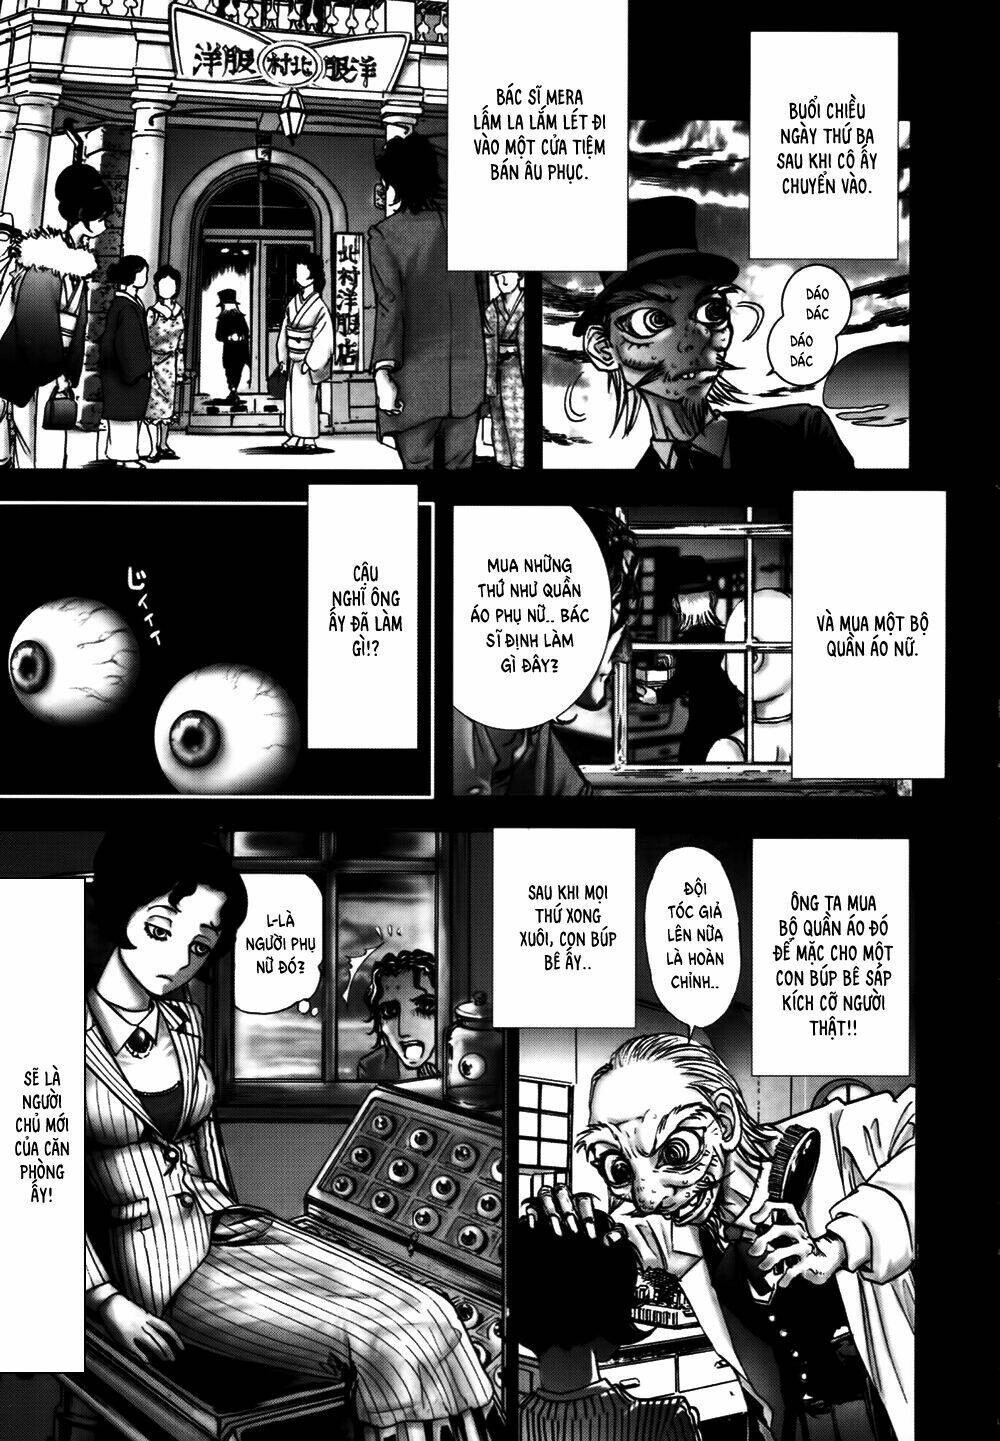 BUỔI CHIỀU
NGÀY THỨ BA
SAU KHI CÔ ẤY
CHUYỂN VÀO.
DÁO
DÁC
DÁO
DÁC
BÁC SĨ MERA
LẤM LA LẮM LÉT ĐI
VÀO MỘT CỬA TIỆM
BÁN ÂU PHỤC.
洋服(北村)服洋
北村洋服店
VÀ MUA MỘT BỘ
QUẦN ÁO NỮ.
MUA NHỮNG
THỨ NHƯ QUẦN
ÁO PHỤ NỮ.. BÁC
SĨ ĐỊNH LÀM
GÌ ĐÂY?
CẬU
NGHĨ ÔNG
ẤY ĐÃ LÀM
GÌ!?
じイイイ
ÔNG TA MUA
BỘ QUẦN ÁO ĐÓ
ĐỂ MẶC CHO MỘT
CON BÚP BÊ SÁP
KÍCH CỠ NGƯỜI
THẬT!!
ĐỘI
TÓC GIẢ
LÊN NỮA
LÀ HOÀN
CHỈNH..
SAU KHI MỌI
THỨ XONG
XUÔI, CON BÚP
BÊ ẤY..
L-LÀ
NGƯỜI PHỤ
NỮ ĐÓ?
SẼ LÀ
NGƯỜI
CHỦ MỚI
CỦA CĂN
PHÒNG
ẤY!